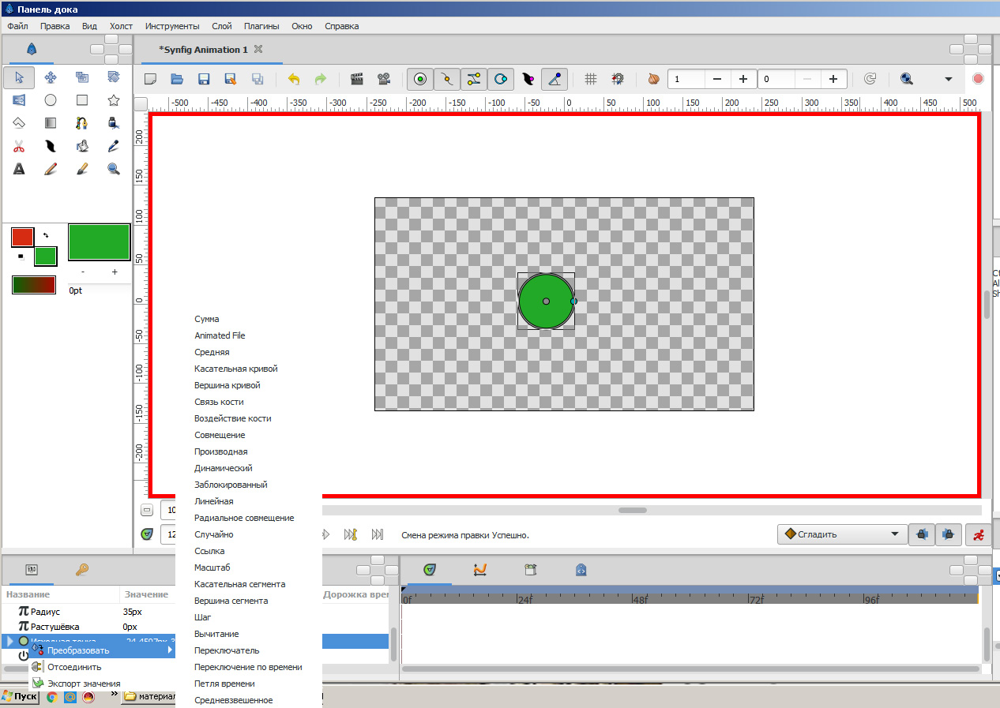 Панель дока
Файл Правка Вид Холст Инструменты Слой Плагины Окно Справка
*Synfig Animation 1
1 0
-500 -450 -400 -350 -300 -250 -200 -150 -100 -50 0 50 100 150 200 250 300 350 400 450 500
200
150
100
50
0
-50
-100
-150
-200
- +
0pt
Сумма
Animated File
Средняя
Касательная кривой
Вершина кривой
Связь кости
Воздействие кости
Совмещение
Производная
Динамический
Заблокированный
Линейная
Радиальное совмещение
Случайно
Ссылка
Масштаб
Касательная сегмента
Вершина сегмента
Шаг
Вычитание
Переключатель
Переключение по времени
Петля времени
Средневзвешенное
10
12
Смена режима правки Успешно.
Сгладить
Название Значение Дорожка врем
Радиус 35px
Растушёвка 0px
Исходная точка
Преобразовать
Отсоединить
Экспорт значения
0f 24f 48f 72f 96f
Ct
Al
Sh
Пуск
материал